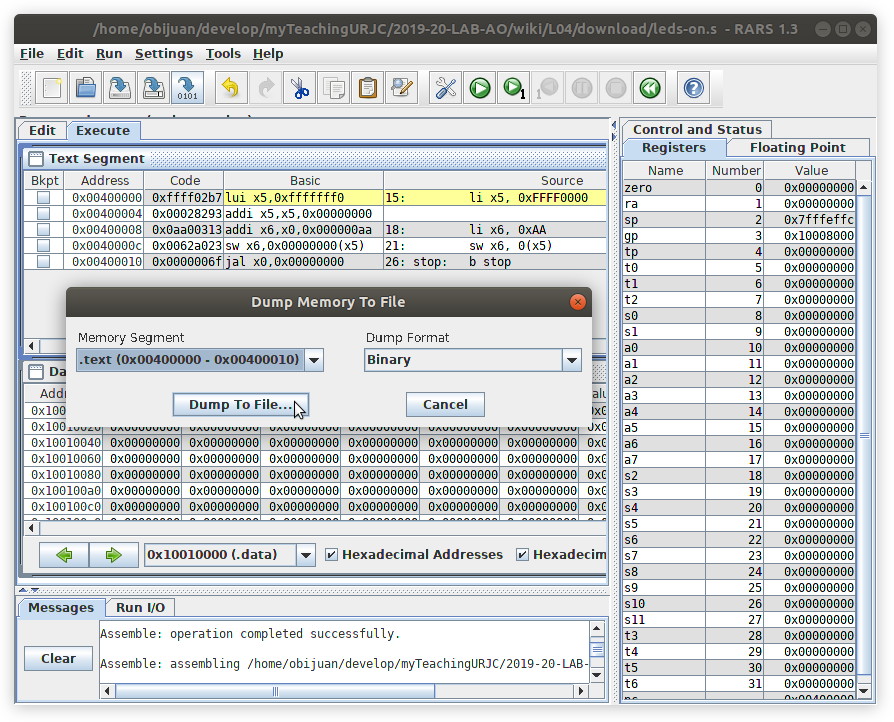 /home/obijuan/develop/myTeachingURJC/2019-20-LAB-AO/wiki/L04/download/leds-on.s - RARS 1.3
File Edit Run Settings Tools Help
0101
1
1
Edit Execute
Text Segment
Bkpt Address Code Basic Source
0x00400000 0xffff02b7 lui x5,0xfffffff0 15: li x5, 0xFFFF0000
0x00400004 0x00028293 addi x5,x5,0x00000000
0x00400008 0x0aa00313 addi x6,x0,0x000000aa 18: li x6, 0xAA
0x0040000c 0x0062a023 sw x6,0x00000000(x5) 21: sw x6, 0(x5)
0x00400010 0x0000006f jal x0,0x00000000 26: stop: b stop
Dump Memory To File
Memory Segment Dump Format
.text (0x00400000 - 0x00400010) Binary
Dump To File... Cancel
0x10010040 0x00000000 0x00000000 0x00000000 0x00000000 0x00000000 0x00000000 0x0
0x10010060 0x00000000 0x00000000 0x00000000 0x00000000 0x00000000 0x00000000 0x0
0x10010080 0x00000000 0x00000000 0x00000000 0x00000000 0x00000000 0x00000000 0x0
0x100100a0 0x00000000 0x00000000 0x00000000 0x00000000 0x00000000 0x00000000 0x0
0x100100c0 0x00000000 0x00000000 0x00000000 0x00000000 0x00000000 0x00000000 0x0
0x10010000 (.data) Hexadecimal Addresses Hexadecim
Messages Run I/O
Clear
Assemble: operation completed successfully.
Assemble: assembling /home/obijuan/develop/myTeachingURJC/2019-20-LAB-
Control and Status
Registers Floating Point
Name Number Value
zero 0 0x00000000
ra 1 0x00000000
sp 2 0x7fffeffc
gp 3 0x10008000
tp 4 0x00000000
t0 5 0x00000000
t1 6 0x00000000
t2 7 0x00000000
s0 8 0x00000000
s1 9 0x00000000
a0 10 0x00000000
a1 11 0x00000000
a2 12 0x00000000
a3 13 0x00000000
a4 14 0x00000000
a5 15 0x00000000
a6 16 0x00000000
a7 17 0x00000000
s2 18 0x00000000
s3 19 0x00000000
s4 20 0x00000000
s5 21 0x00000000
s6 22 0x00000000
s7 23 0x00000000
s8 24 0x00000000
s9 25 0x00000000
s10 26 0x00000000
s11 27 0x00000000
t3 28 0x00000000
t4 29 0x00000000
t5 30 0x00000000
t6 31 0x00000000